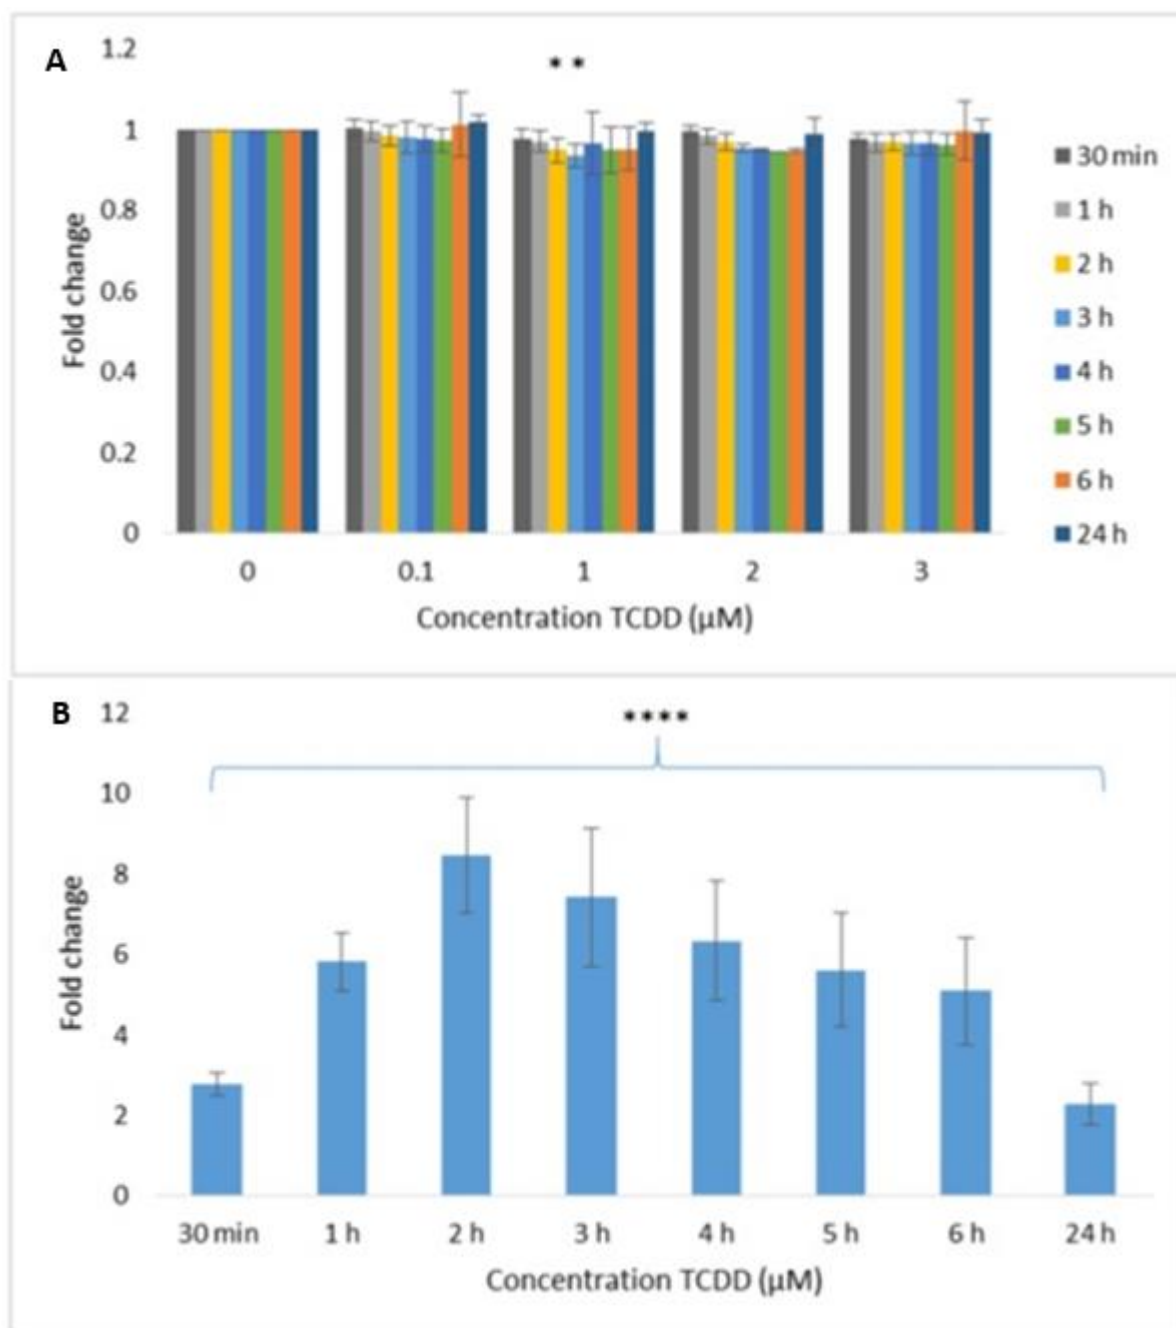 A
1.2
**
1
0.8
0.6
0.4
0.2
0
Fold change
0 0.1 1 2 3
Concentration TCDD (μM)
30 min
1 h
2 h
3 h
4 h
5 h
6 h
24 h
B
12
****
10
8
6
4
2
0
Fold change
30 min 1 h 2 h 3 h 4 h 5 h 6 h 24 h
Concentration TCDD (μM)